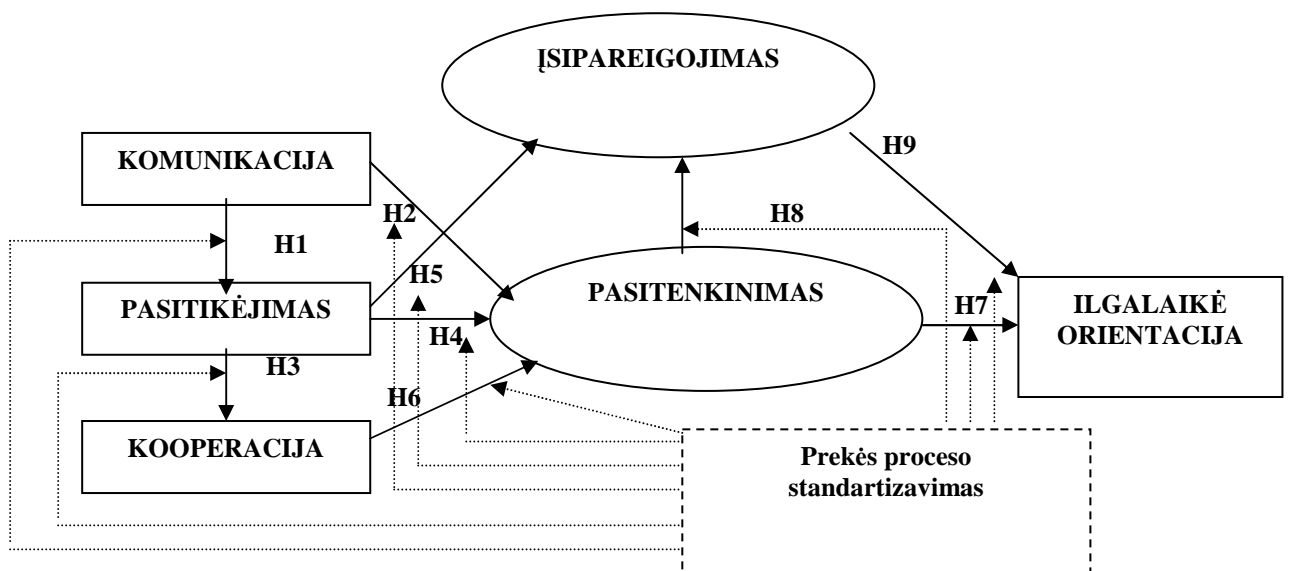 ĮSIPAREIGOJIMAS
KOMUNIKACIJA
H9
H2
H8
H1
H5
PASITIKĖJIMAS
PASITENKINIMAS
H7
ILGALAIKĖ
ORIENTACIJA
H4
H3
H6
KOOPERACIJA
Prekės proceso
standartizavimas